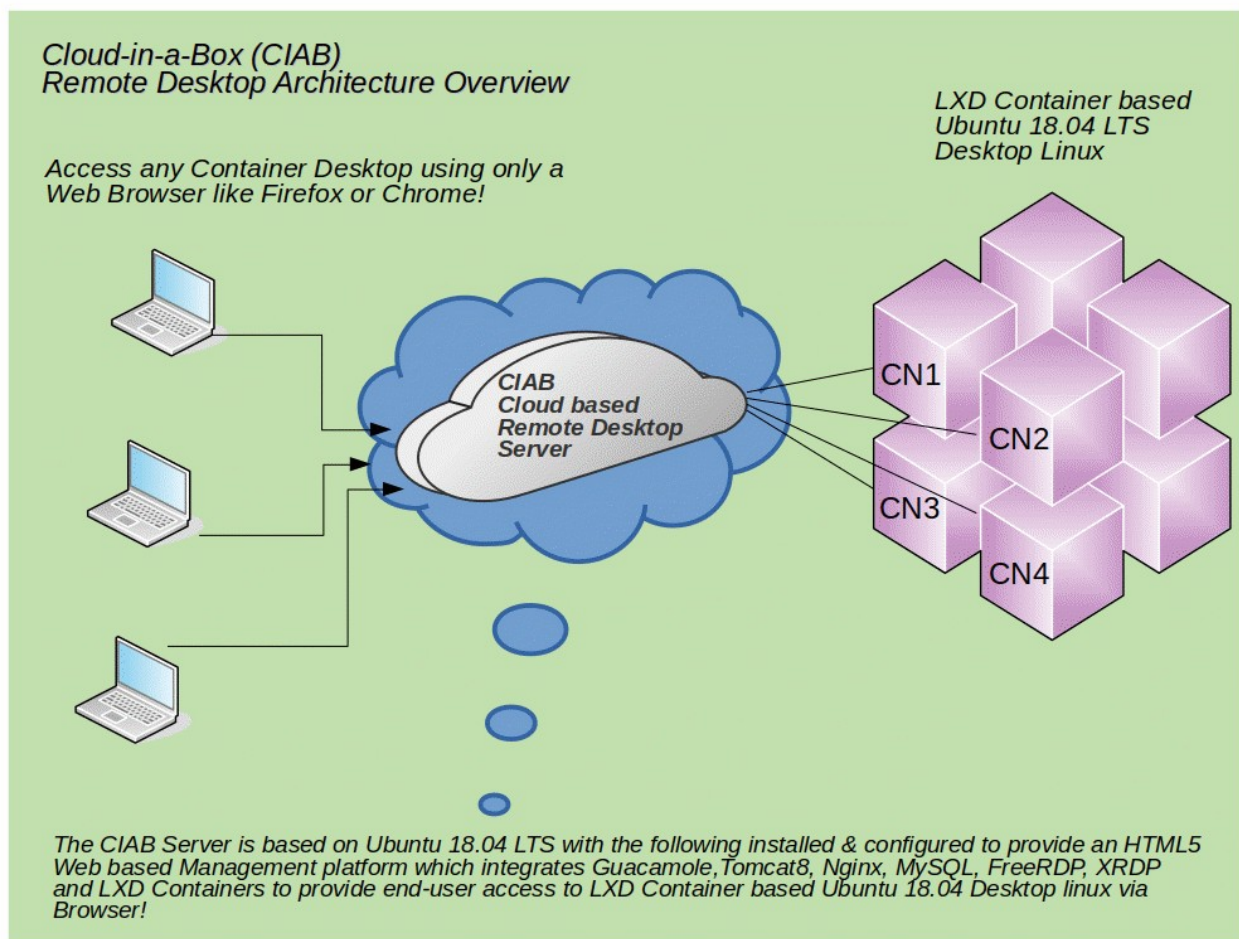 Cloud-in-a-Box (CIAB)
Remote Desktop Architecture Overview
Access any Container Desktop using only a
Web Browser like Firefox or Chrome!
LXD Container based
Ubuntu 18.04 LTS
Desktop Linux
CIAB
Cloud based
Remote Desktop
Server
CN1
CN2
CN3
CN4
The CIAB Server is based on Ubuntu 18.04 LTS with the following installed & configured to provide an HTML5
Web based Management platform which integrates Guacamole,Tomcat8, Nginx, MySQL, FreeRDP, XRDP
and LXD Containers to provide end-user access to LXD Container based Ubuntu 18.04 Desktop linux via
Browser!